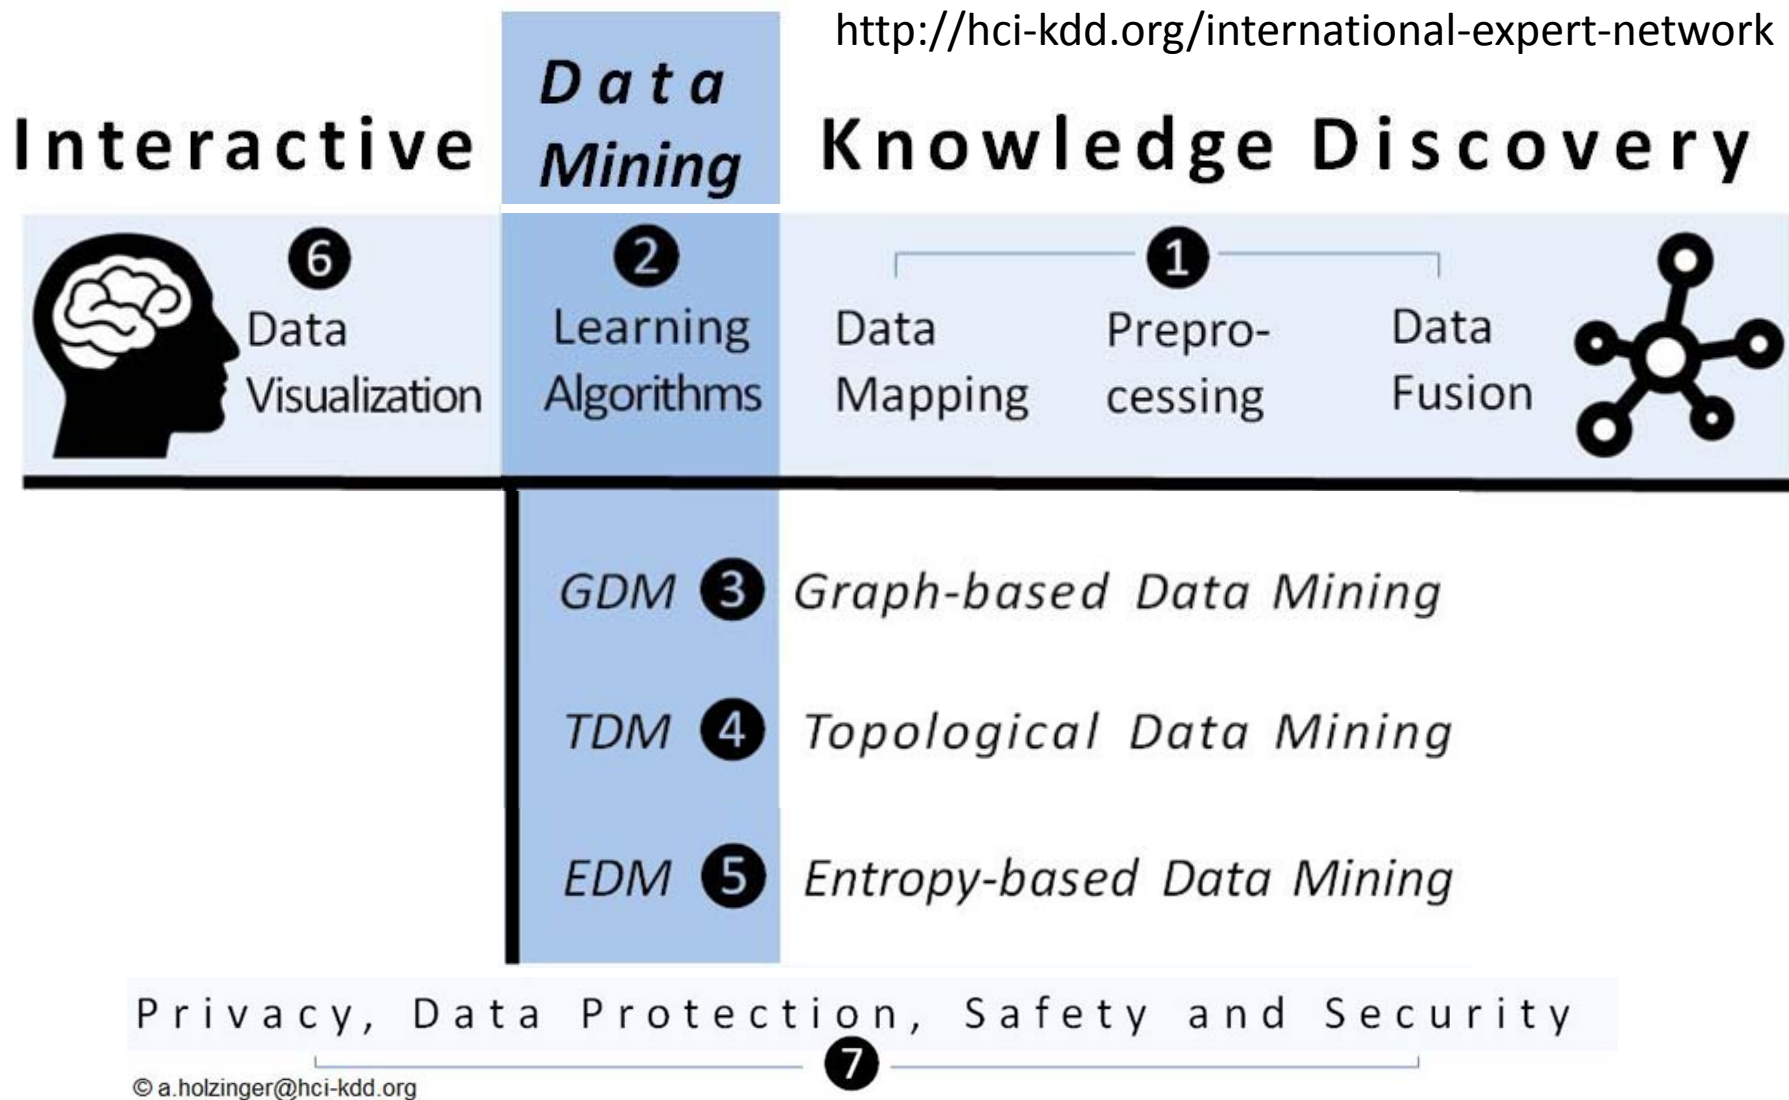 http://hci-kdd.org/international-expert-network
Data
Mining
Interactive
Knowledge Discovery
6
Data
Visualization
2
Learning
Algorithms
1
Data
Mapping
Prepro-
cessing
Data
Fusion
GDM 3 Graph-based Data Mining
TDM 4 Topological Data Mining
EDM 5 Entropy-based Data Mining
Privacy, Data Protection, Safety and Security
7
© a.holzinger@hci-kdd.org